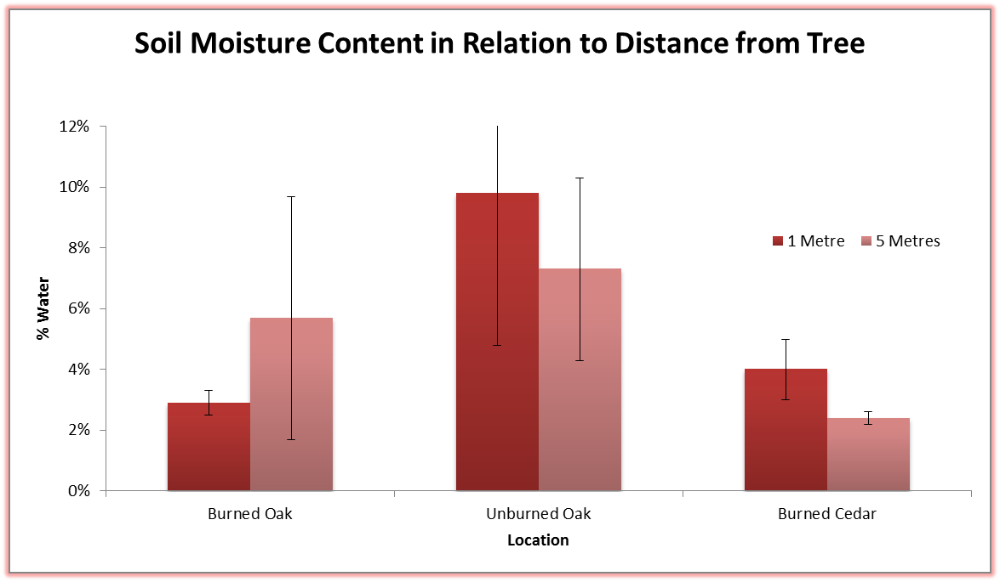 Soil Moisture Content in Relation to Distance from Tree
12%
10%
8%
6%
4%
2%
0%
% Water
1 Metre 5 Metres
Burned Oak Unburned Oak Burned Cedar
Location